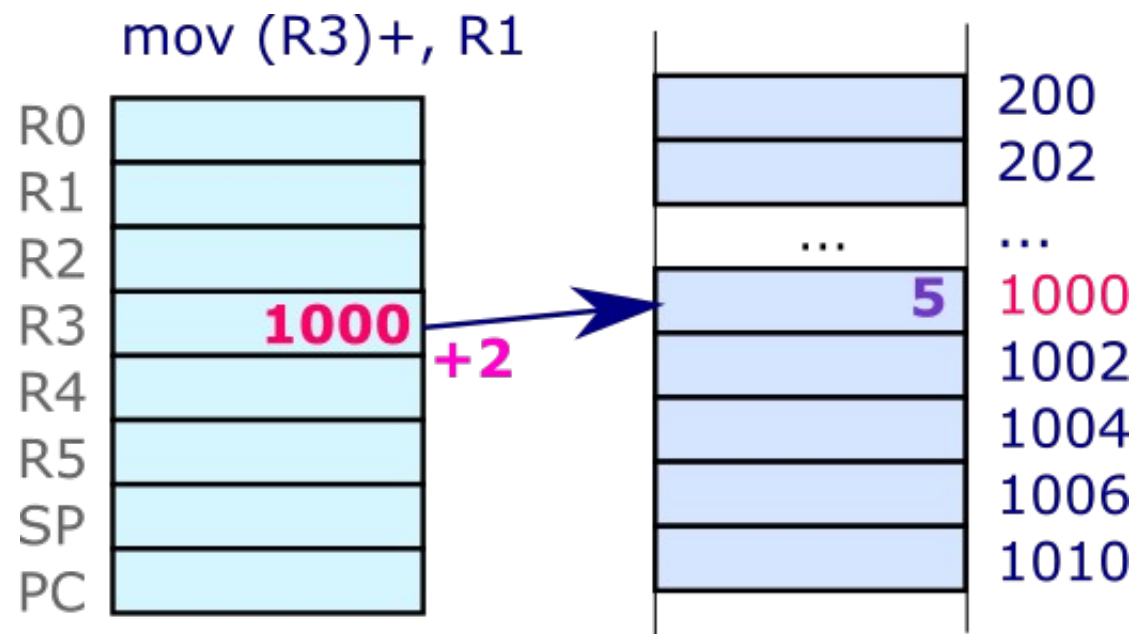 mov (R3)+, R1
R0
R1
R2
R3 1000
+2
R4
R5
SP
PC
200
202
... ...
5 1000
1002
1004
1006
1010